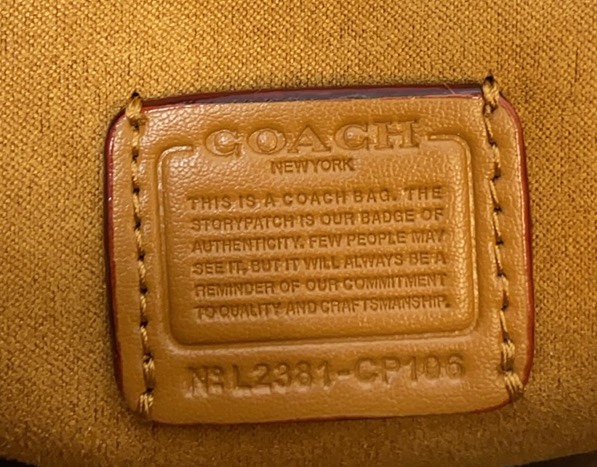 COACH
NEW YORK
THIS IS A COACH BAG. THE
STORYPATCH IS OUR BADGE OF
AUTHENTICITY. FEW PEOPLE MAY
SEE IT, BUT IT WILL ALWAYS BE A
REMINDER OF OUR COMMITMENT
TO QUALITY AND CRAFTSMANSHIP.
Nº L2381-CP106